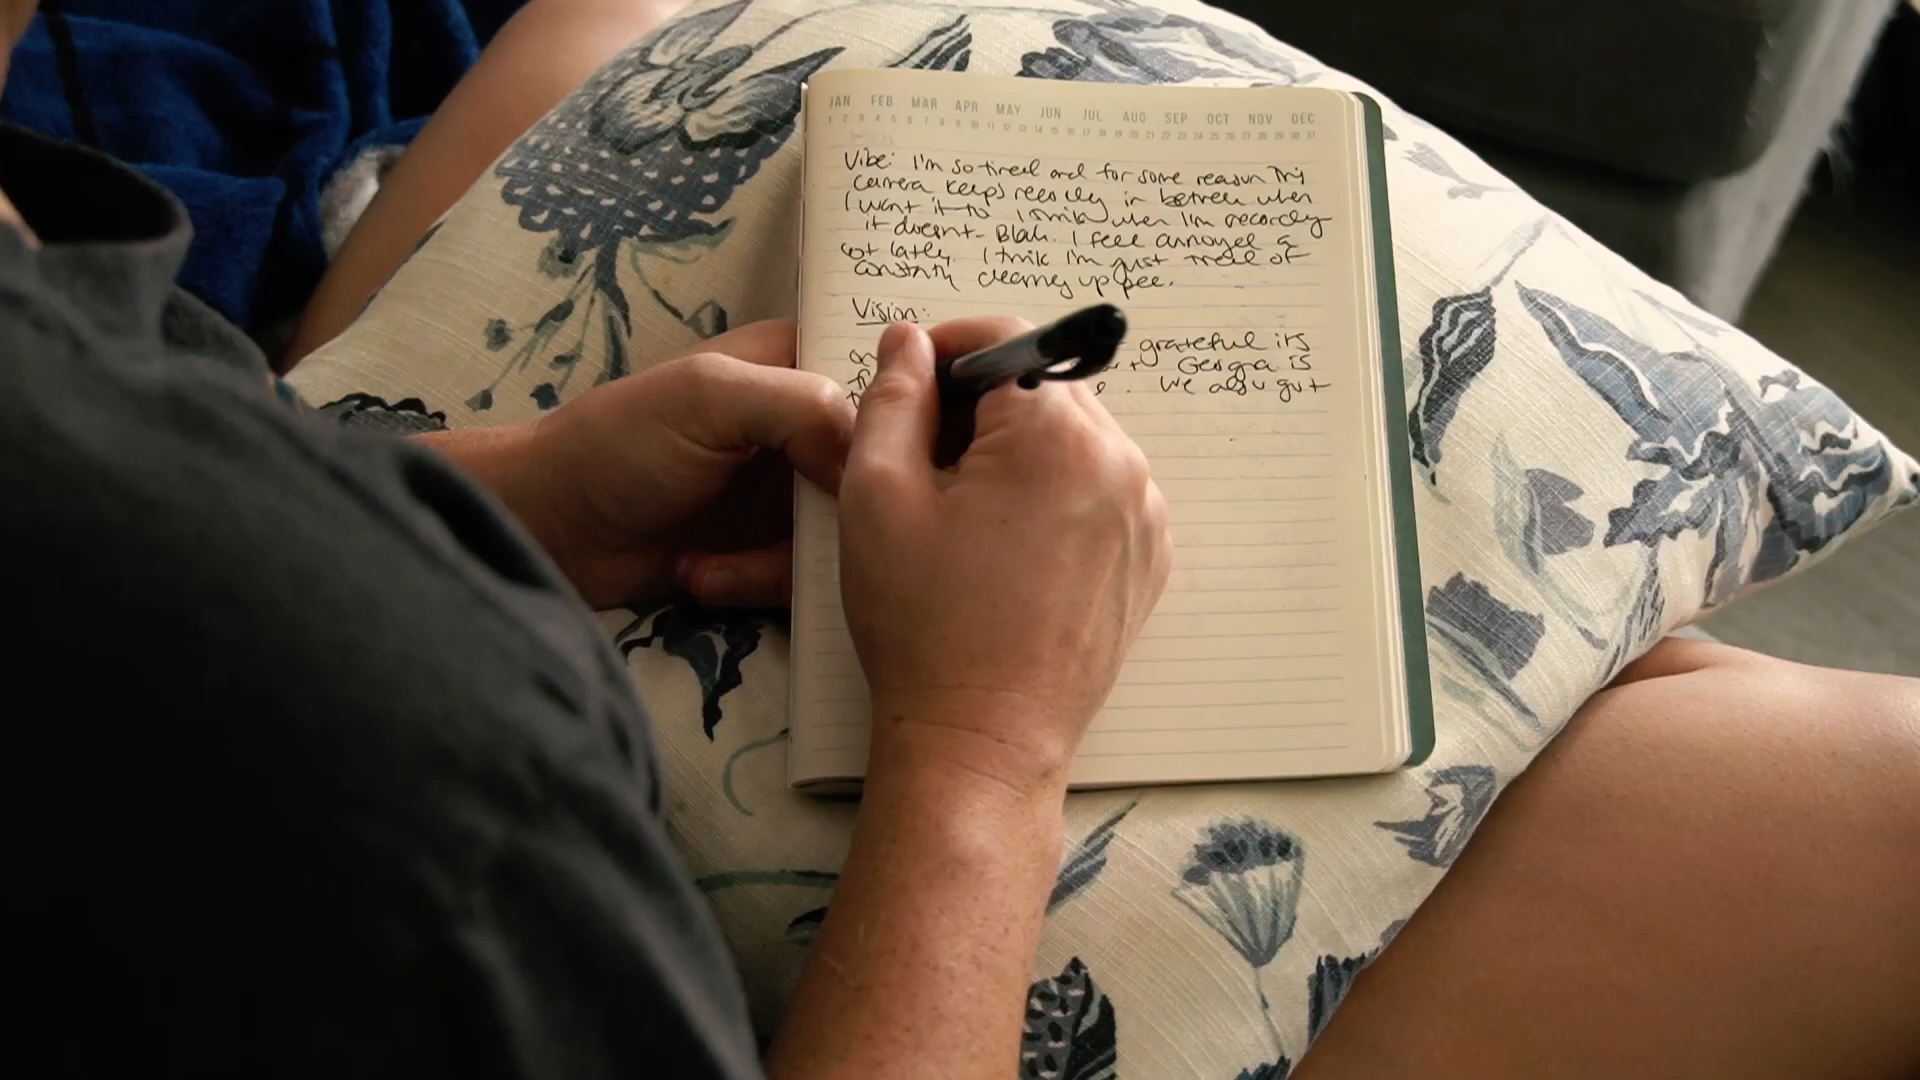 JAN FEB MAR APR MAY JUN JUL AUG SEP OCT NOV DEC
1 2 3 4 5 6 7 8 9 10 11 12 13 14 15 16 17 18 19 20 21 22 23 24 25 26 27 28 29 30 31
Vibe: I'm so tired and for some reason my
camera keeps recording in between when
I want it to. I think when I'm recording
it doesn't - Blah. I feel annoyed a
lot lately. I think I'm just tired of
constantly cleaning up pee.
Vision:
grateful its
Georgia is
We also got